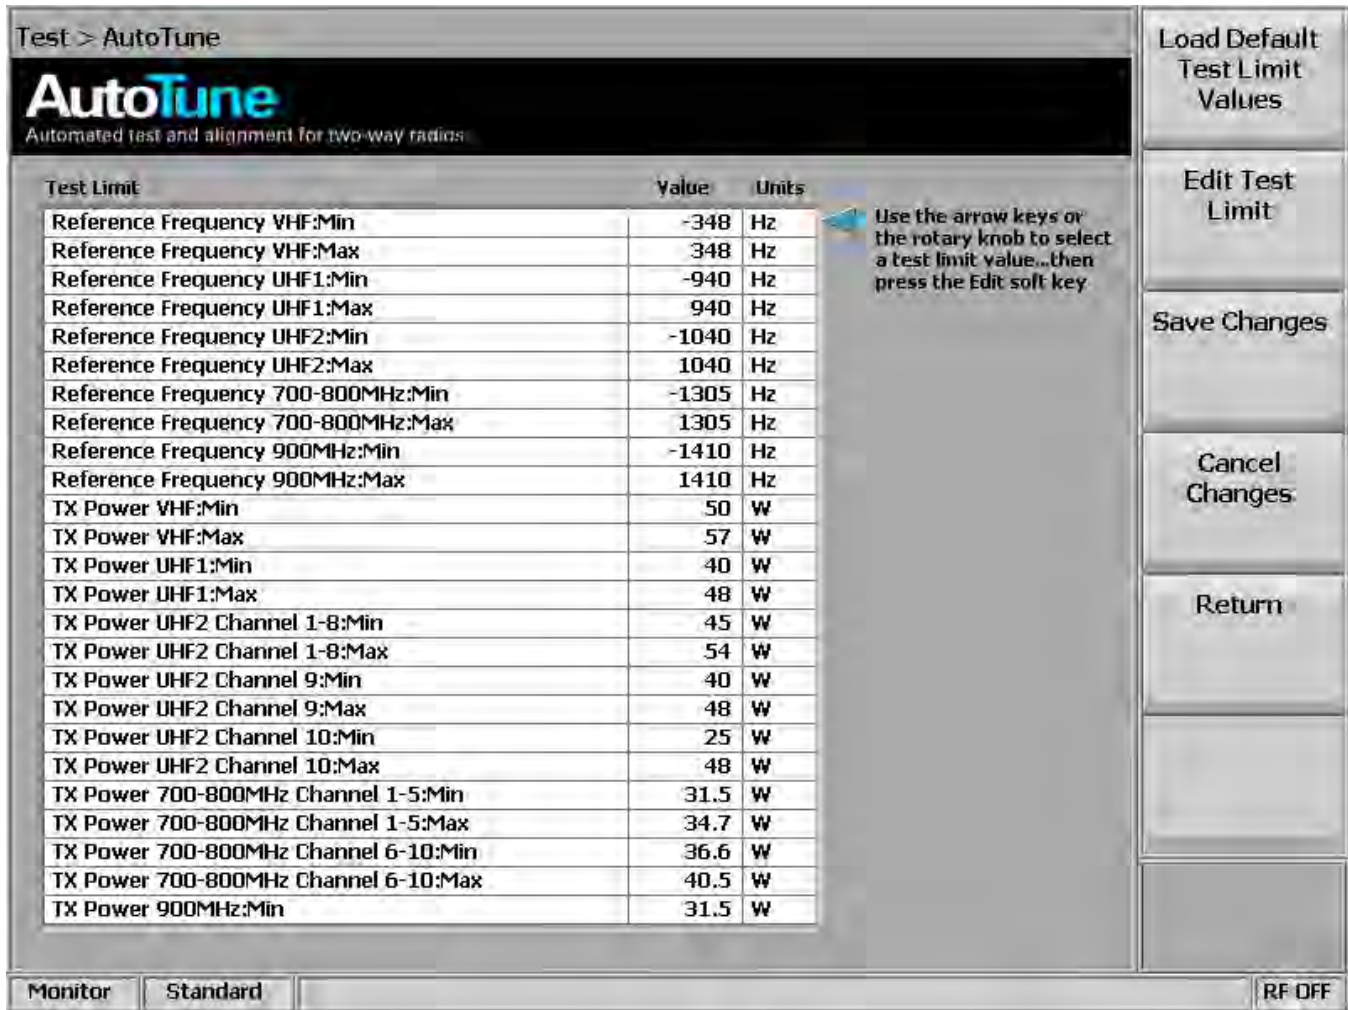 Test > AutoTune
AutoTune
Automated test and alignment for two-way radios
Test Limit Value Units
Reference Frequency VHF:Min -348 Hz
Reference Frequency VHF:Max 348 Hz
Reference Frequency UHF1:Min -940 Hz
Reference Frequency UHF1:Max 940 Hz
Reference Frequency UHF2:Min -1040 Hz
Reference Frequency UHF2:Max 1040 Hz
Reference Frequency 700-800MHz:Min -1305 Hz
Reference Frequency 700-800MHz:Max 1305 Hz
Reference Frequency 900MHz:Min -1410 Hz
Reference Frequency 900MHz:Max 1410 Hz
TX Power VHF:Min 50 W
TX Power VHF:Max 57 W
TX Power UHF1:Min 40 W
TX Power UHF1:Max 48 W
TX Power UHF2 Channel 1-8:Min 45 W
TX Power UHF2 Channel 1-8:Max 54 W
TX Power UHF2 Channel 9:Min 40 W
TX Power UHF2 Channel 9:Max 48 W
TX Power UHF2 Channel 10:Min 25 W
TX Power UHF2 Channel 10:Max 48 W
TX Power 700-800MHz Channel 1-5:Min 31.5 W
TX Power 700-800MHz Channel 1-5:Max 34.7 W
TX Power 700-800MHz Channel 6-10:Min 36.6 W
TX Power 700-800MHz Channel 6-10:Max 40.5 W
TX Power 900MHz:Min 31.5 W
Use the arrow keys or
the rotary knob to select
a test limit value...then
press the Edit soft key
Load Default
Test Limit
Values
Edit Test
Limit
Save Changes
Cancel
Changes
Return
Monitor Standard RF OFF